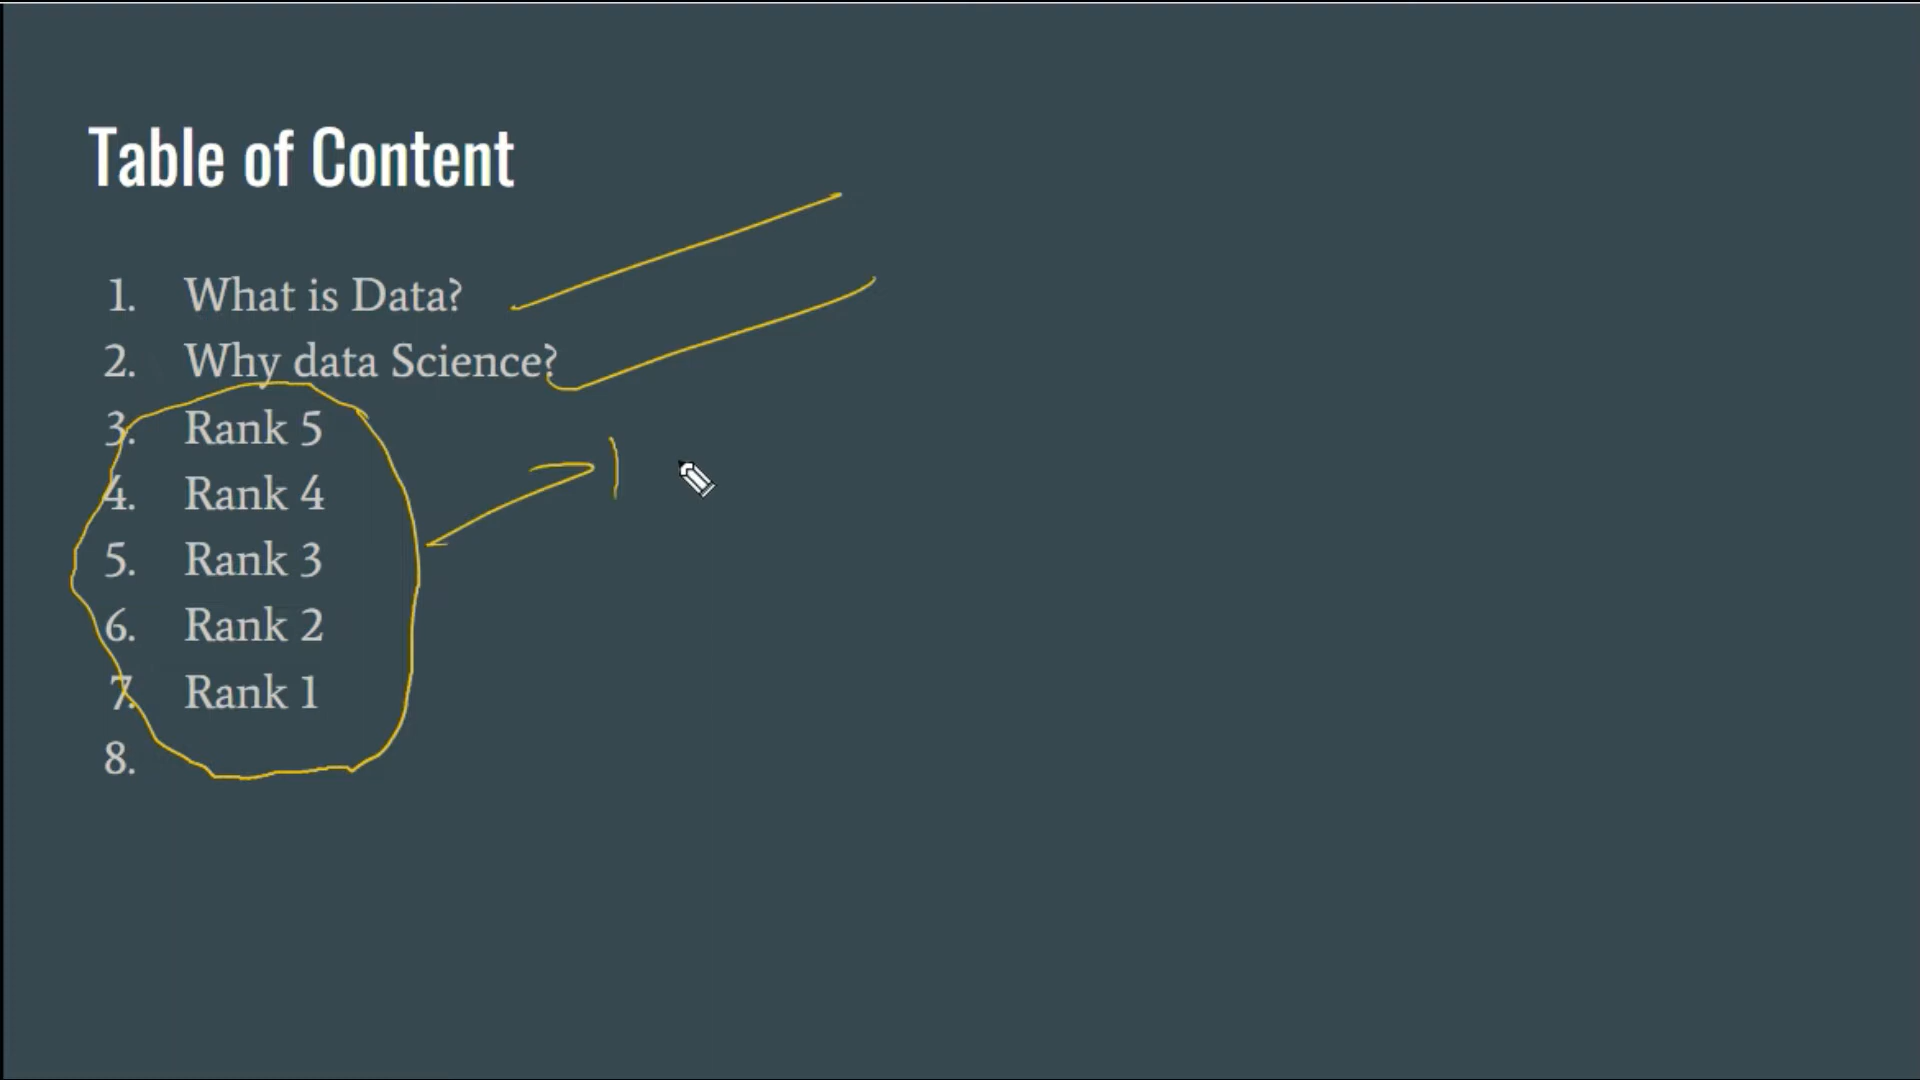 Table of Content
1. What is Data?
2. Why data Science?
3. Rank 5
4. Rank 4
5. Rank 3
6. Rank 2
7. Rank 1
8.